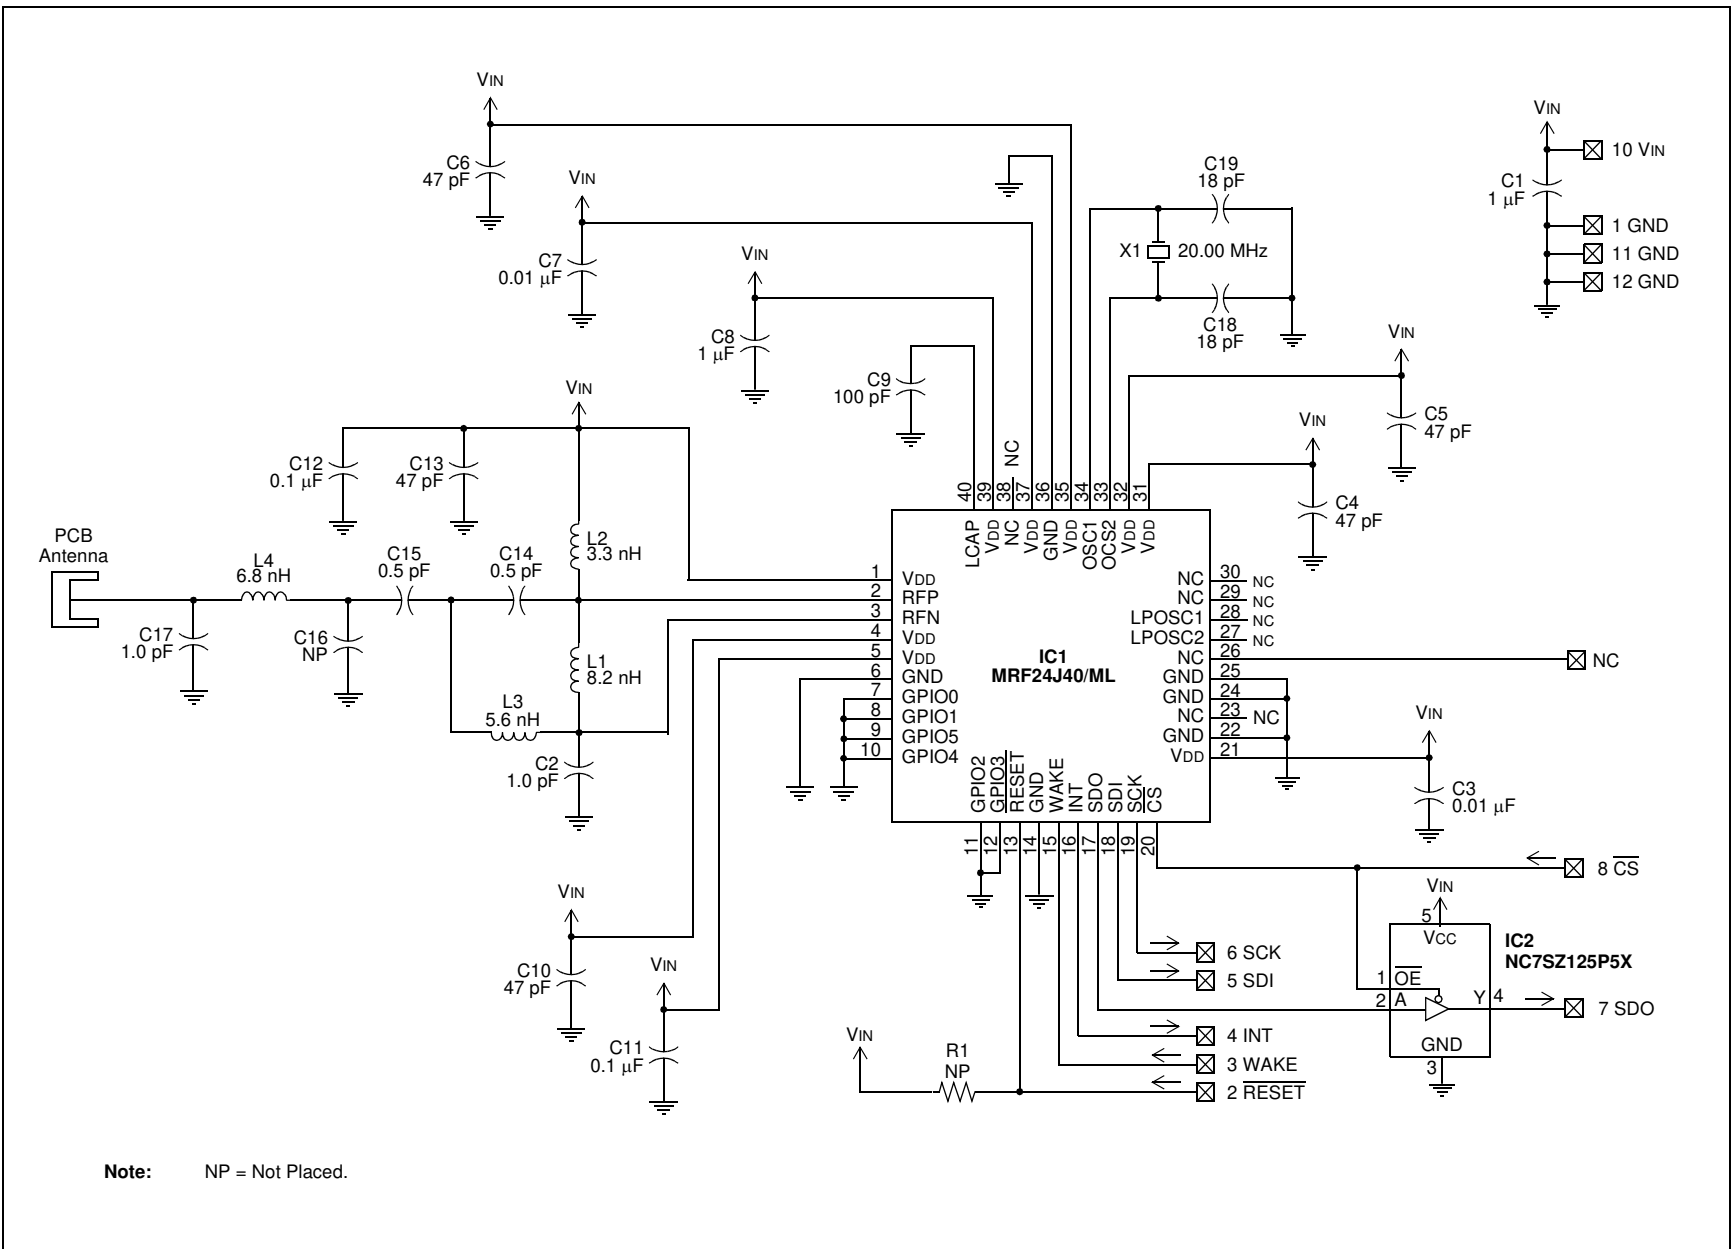 VIN
C6
47 pF
VIN
C7
0.01 µF
VIN
C8
1 µF
C9
100 pF
C19
18 pF
X1
20.00 MHz
C18
18 pF
VIN
10 VIN
C1
1 µF
1 GND
11 GND
12 GND
VIN
C5
47 pF
VIN
C4
47 pF
VIN
C12
0.1 µF
C13
47 pF
L2
3.3 nH
PCB
Antenna
L4
6.8 nH
C15
0.5 pF
C14
0.5 pF
C17
1.0 pF
C16
NP
L1
8.2 nH
L3
5.6 nH
C2
1.0 pF
NC
40
39
38
37
36
35
34
33
32
31
LCAP
VDD
NC
VDD
GND
VDD
OSC1
OCS2
VDD
VDD
1 VDD
2 RFP
3 RFN
4 VDD
5 VDD
6 GND
7 GPIO0
8 GPIO1
9 GPIO5
10 GPIO4
IC1
MRF24J40/ML
NC 30 NC
NC 29 NC
LPOSC1 28 NC
LPOSC2 27 NC
NC 26
NC
GND 25
GND 24
NC 23 NC
GND 22
VDD 21
VIN
C3
0.01 µF
GPIO2
GPIO3
RESET
GND
WAKE
INT
SDO
SDI
SCK
CS
11
12
13
14
15
16
17
18
19
20
8 CS
VIN
5
VCC
IC2
NC7SZ125P5X
1 OE
2 A
Y 4
7 SDO
GND
3
VIN
C10
47 pF
VIN
C11
0.1 µF
6 SCK
5 SDI
4 INT
3 WAKE
2 RESET
VIN
R1
NP
Note: NP = Not Placed.